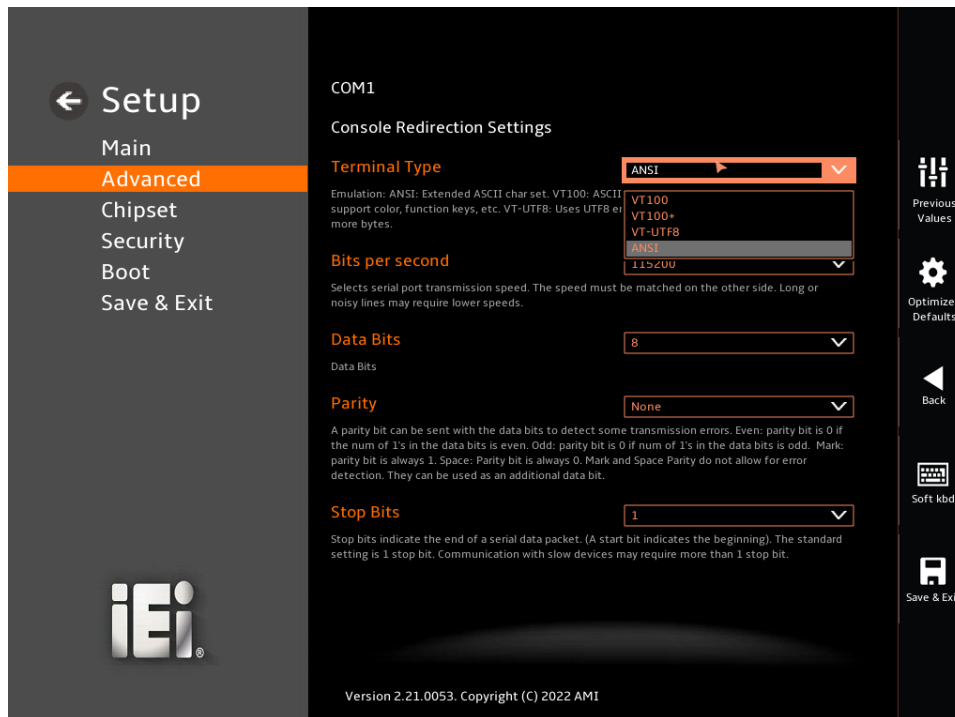 Setup
Main
Advanced
Chipset
Security
Boot
Save & Exit
iEi®
COM1
Console Redirection Settings
Terminal Type
ANSI
Emulation: ANSI: Extended ASCII char set. VT100: ASCII
support color, function keys, etc. VT-UTF8: Uses UTF8
more bytes.
VT100
VT100+
VT-UTF8
ANSI
Bits per second
115200
Selects serial port transmission speed. The speed must be matched on the other side. Long or
noisy lines may require lower speeds.
Data Bits
8
Data Bits
Parity
None
A parity bit can be sent with the data bits to detect some transmission errors. Even: parity bit is 0 if
the num of 1's in the data bits is even. Odd: parity bit is 0 if num of 1's in the data bits is odd. Mark:
parity bit is always 1. Space: Parity bit is always 0. Mark and Space Parity do not allow for error
detection. They can be used as an additional data bit.
Stop Bits
1
Stop bits indicate the end of a serial data packet. (A start bit indicates the beginning). The standard
setting is 1 stop bit. Communication with slow devices may require more than 1 stop bit.
Version 2.21.0053. Copyright (C) 2022 AMI
Previous
Values
Optimize
Defaults
Back
Soft kbd
Save & Exi